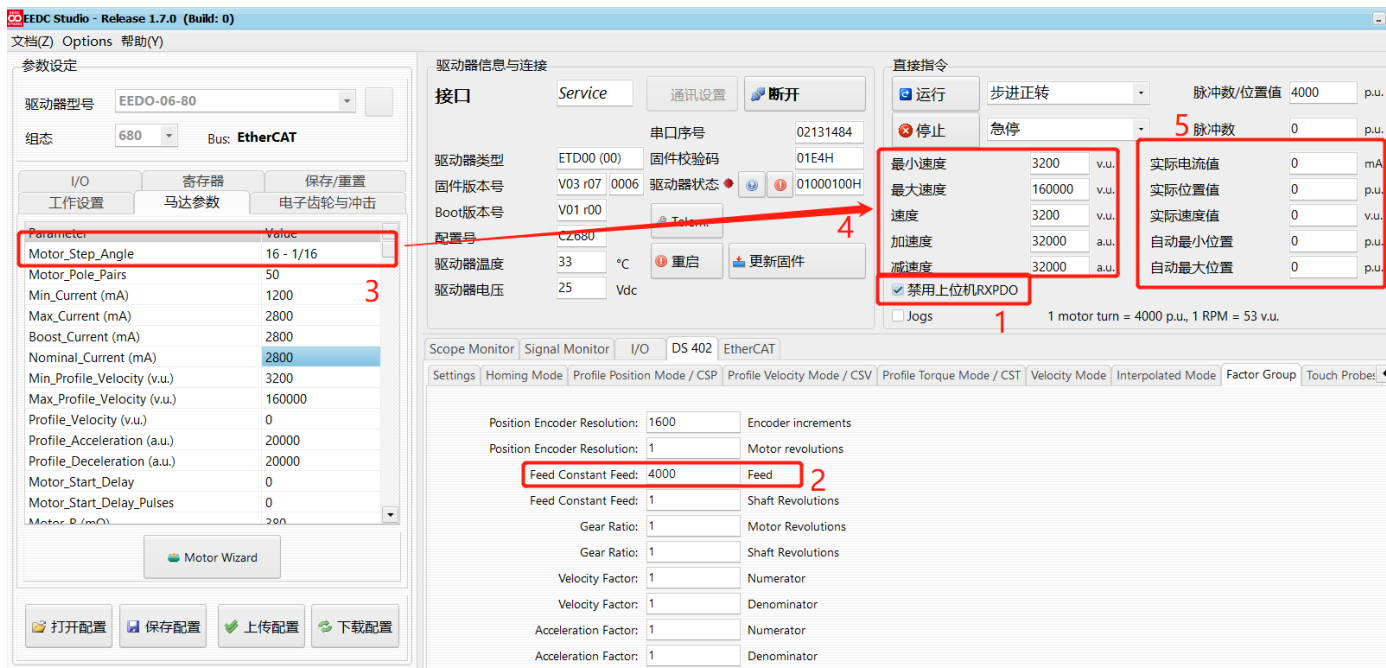 EEDC Studio - Release 1.7.0 (Build: 0)
文档(Z) Options 帮助(Y)
参数设定
驱动器型号 EEDO-06-80
组态 680 Bus: EtherCAT
I/O 寄存器 保存/重置
工作设置 马达参数 电子齿轮与冲击
Parameter Value
Motor_Step_Angle 16 - 1/16
Motor_Pole_Pairs 50
Min_Current (mA) 1200
3
Max_Current (mA) 2800
Boost_Current (mA) 2800
Nominal_Current (mA) 2800
Min_Profile_Velocity (v.u.) 3200
Max_Profile_Velocity (v.u.) 160000
Profile_Velocity (v.u.) 0
Profile_Acceleration (a.u.) 20000
Profile_Deceleration (a.u.) 20000
Motor_Start_Delay 0
Motor_Start_Delay_Pulses 0
Motor_R (mO) 380
Motor Wizard
打开配置 保存配置 上传配置 下载配置
驱动器信息与连接
接口 Service 通讯设置 断开
串口序号 02131484
驱动器类型 ETD00 (00) 固件校验码 01E4H
固件版本号 V03 r07 0006 驱动器状态 01000100H
Boot版本号 V01 r00
Telem.
配置号 CZ680
驱动器温度 33 °C 重启 更新固件
驱动器电压 25 Vdc
直接指令
运行 步进正转 脉冲数/位置值 4000 p.u.
停止 急停 5 脉冲数 0 p.u.
最小速度 3200 v.u. 实际电流值 0 mA
最大速度 160000 v.u. 实际位置值 0 p.u.
4 速度 3200 v.u. 实际速度值 0 v.u.
加速度 32000 a.u. 自动最小位置 0 p.u.
减速度 32000 a.u. 自动最大位置 0 p.u.
禁用上位机RXPDO
1
Jogs 1 motor turn = 4000 p.u., 1 RPM = 53 v.u.
Scope Monitor Signal Monitor I/O DS 402 EtherCAT
Settings Homing Mode Profile Position Mode / CSP Profile Velocity Mode / CSV Profile Torque Mode / CST Velocity Mode Interpolated Mode Factor Group Touch Probes
Position Encoder Resolution: 1600 Encoder increments
Position Encoder Resolution: 1 Motor revolutions
Feed Constant Feed: 4000 Feed 2
Feed Constant Feed: 1 Shaft Revolutions
Gear Ratio: 1 Motor Revolutions
Gear Ratio: 1 Shaft Revolutions
Velocity Factor: 1 Numerator
Velocity Factor: 1 Denominator
Acceleration Factor: 1 Numerator
Acceleration Factor: 1 Denominator